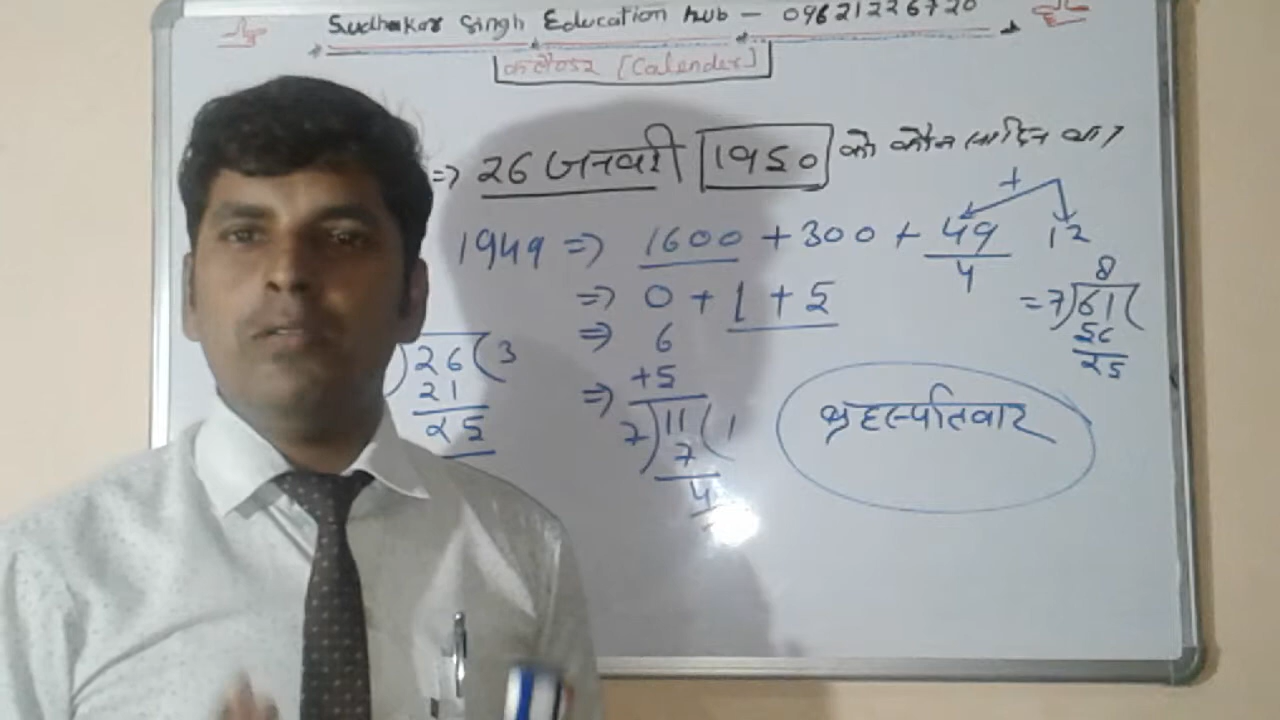 Sudhakar Singh Education hub – 09621226720
कलैण्डर [Calender]
=> 26 जनवरी 1950 को कौन सा दिन था?
1949 => 1600 + 300 + 49 12
4
=> 0 + 1 + 5
=> 6
+5
=> 7)11(1
7
4
8
= 7)61(
56
25
)26(3
21
25
बृहस्पतिवार